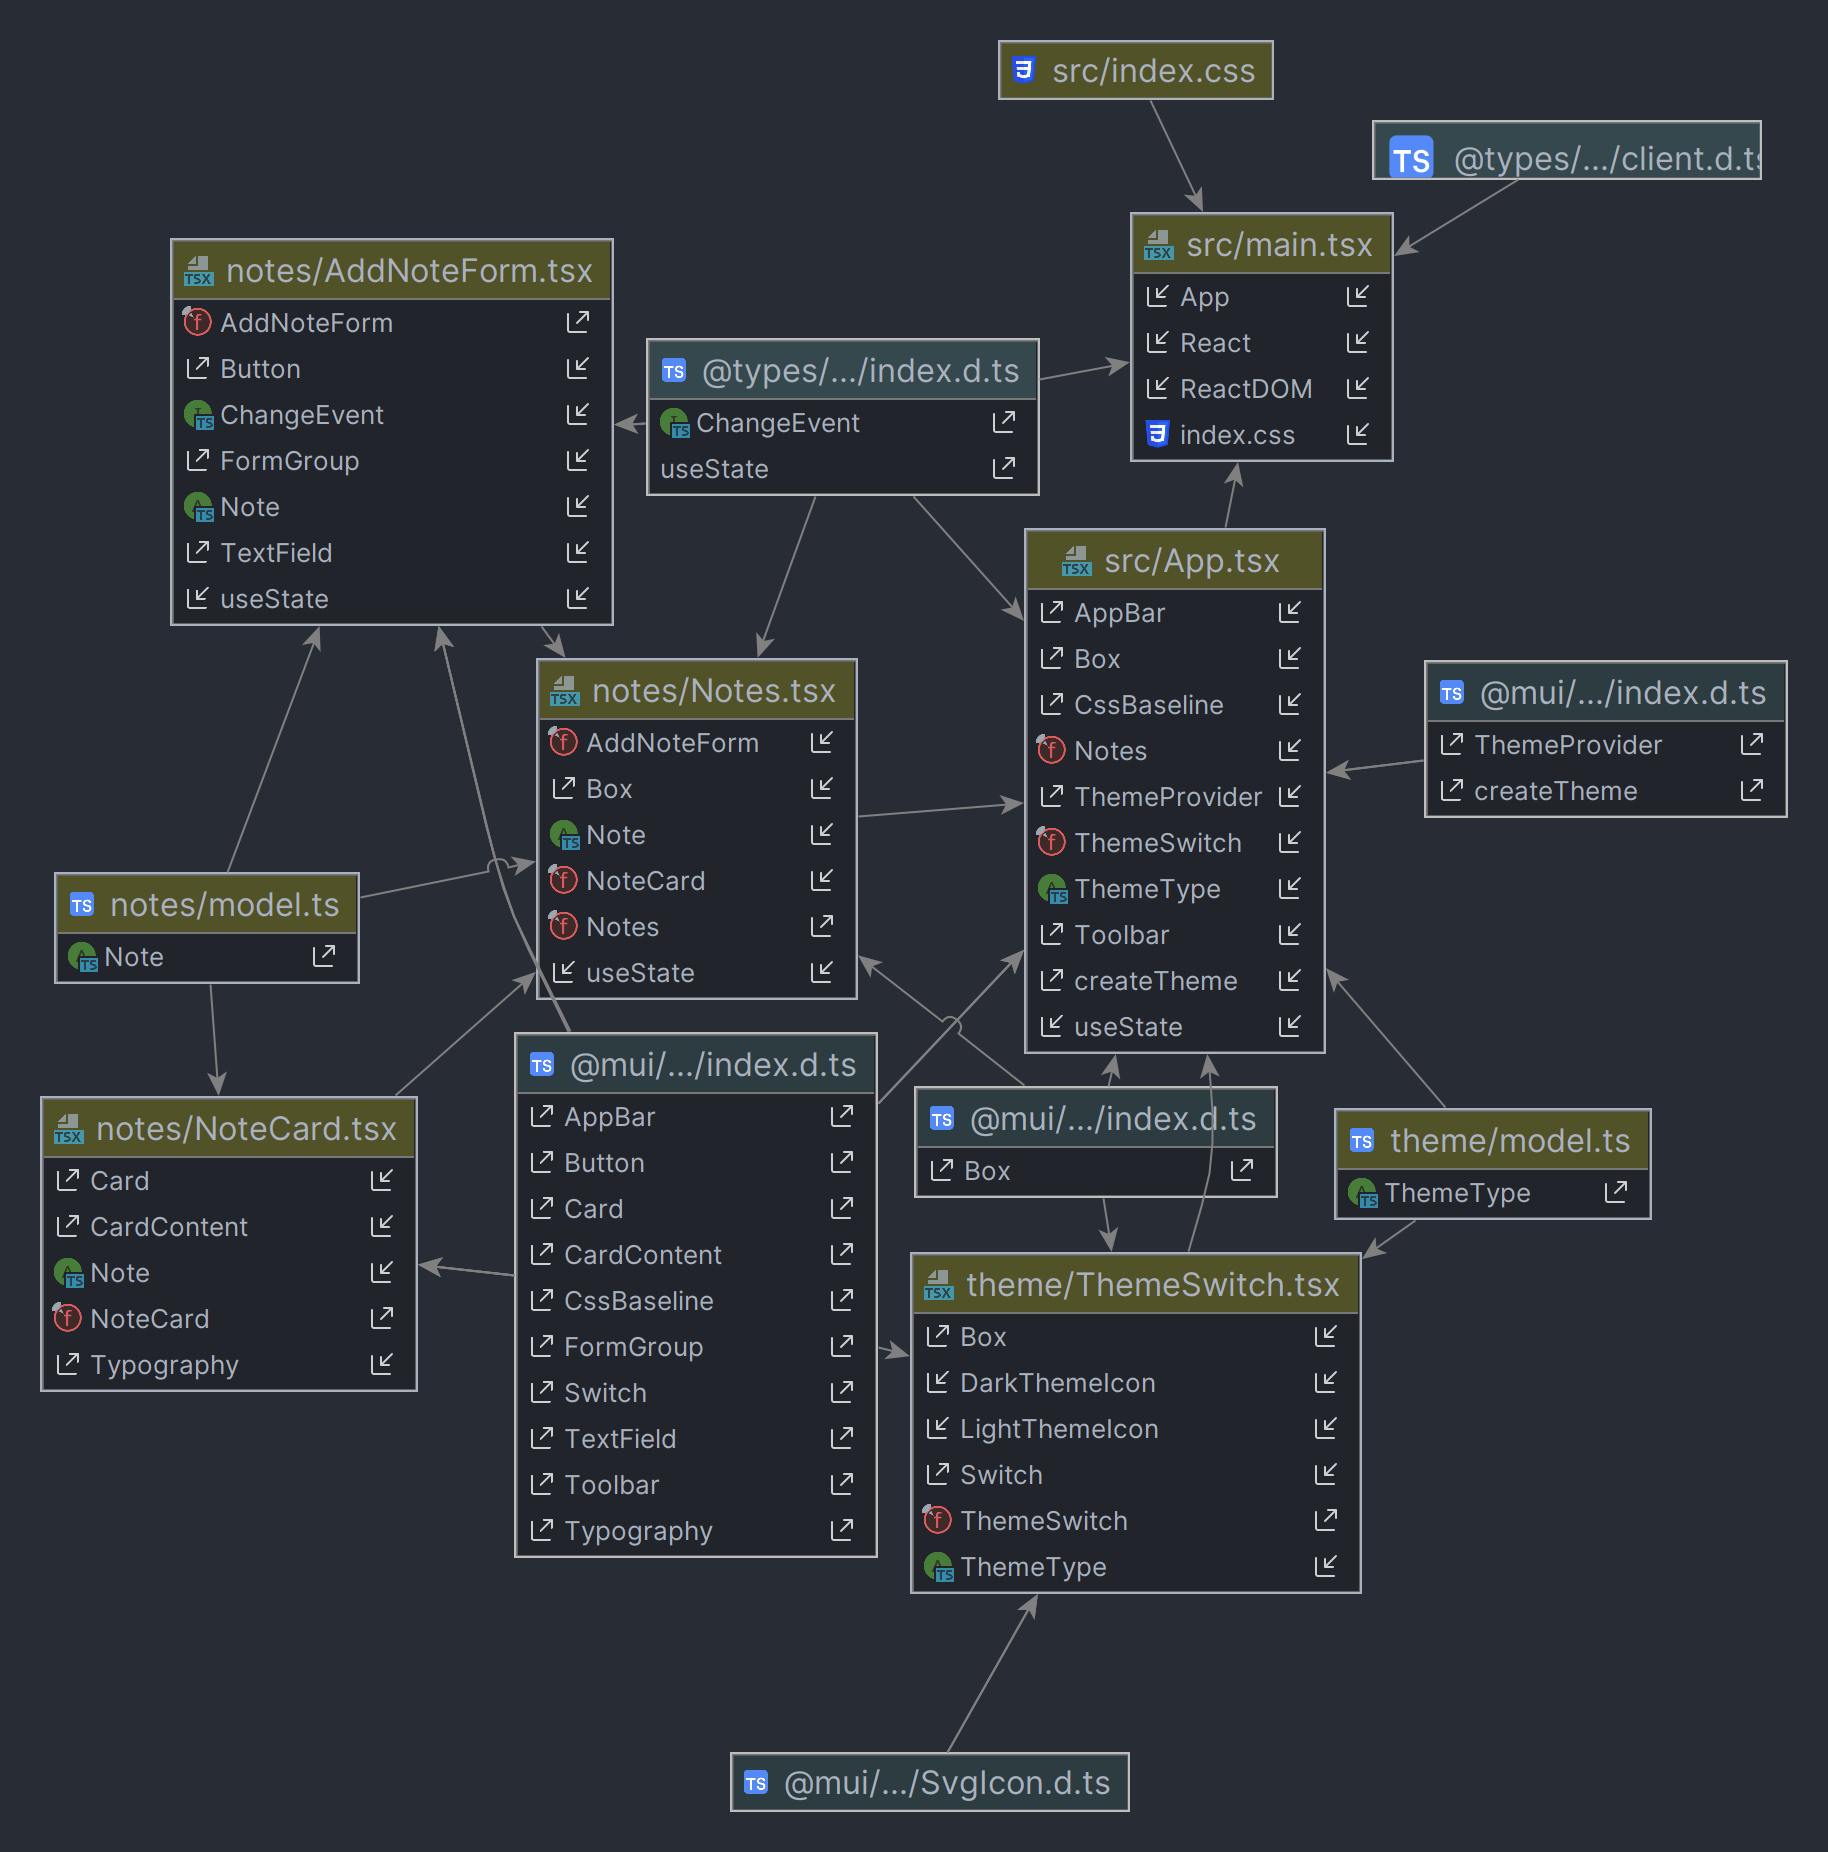 src/index.css
@types/.../client.d.ts
src/main.tsx
App
React
ReactDOM
index.css
notes/AddNoteForm.tsx
AddNoteForm
Button
ChangeEvent
FormGroup
Note
TextField
useState
@types/.../index.d.ts
ChangeEvent
useState
src/App.tsx
AppBar
Box
CssBaseline
Notes
ThemeProvider
ThemeSwitch
ThemeType
Toolbar
createTheme
useState
notes/Notes.tsx
AddNoteForm
Box
Note
NoteCard
Notes
useState
@mui/.../index.d.ts
ThemeProvider
createTheme
notes/model.ts
Note
@mui/.../index.d.ts
AppBar
Button
Card
CardContent
CssBaseline
FormGroup
Switch
TextField
Toolbar
Typography
@mui/.../index.d.ts
Box
notes/NoteCard.tsx
Card
CardContent
Note
NoteCard
Typography
theme/model.ts
ThemeType
theme/ThemeSwitch.tsx
Box
DarkThemeIcon
LightThemeIcon
Switch
ThemeSwitch
ThemeType
@mui/.../SvgIcon.d.ts